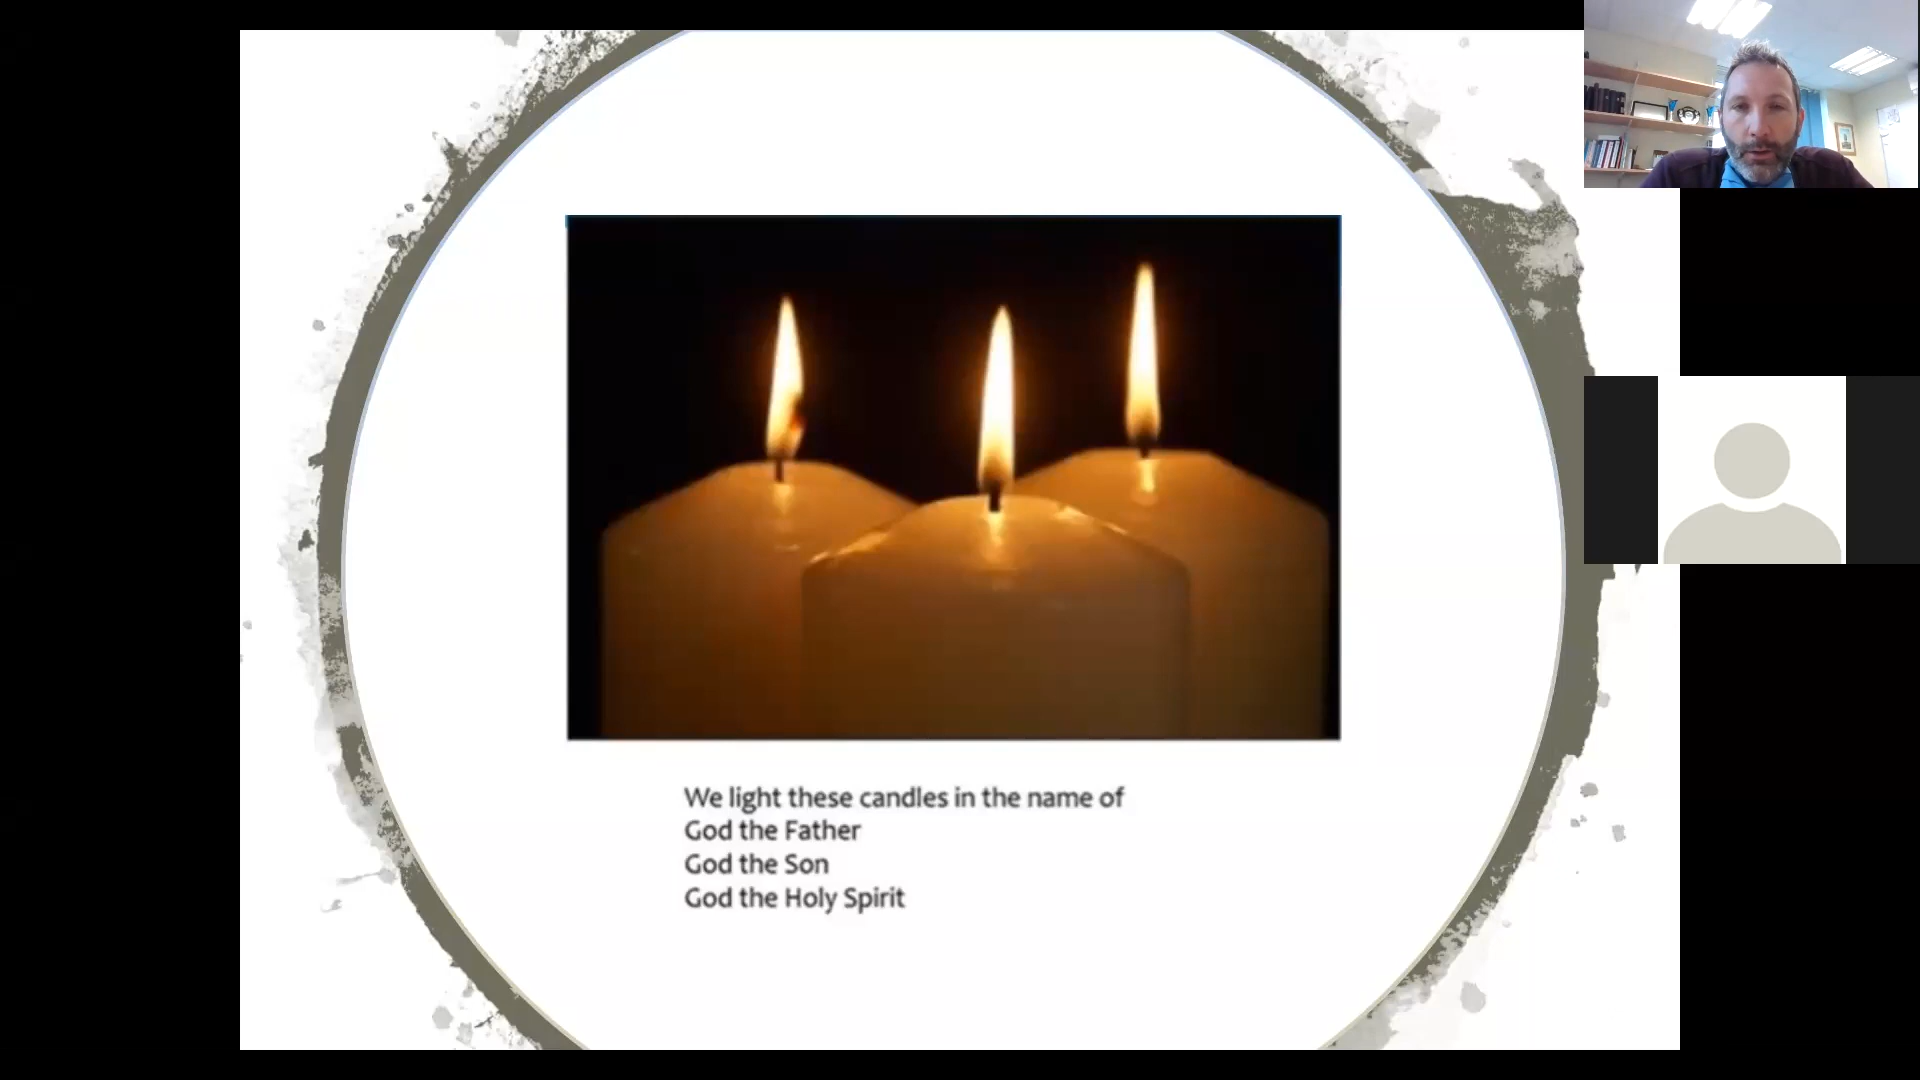 We light these candles in the name of
God the Father
God the Son
God the Holy Spirit